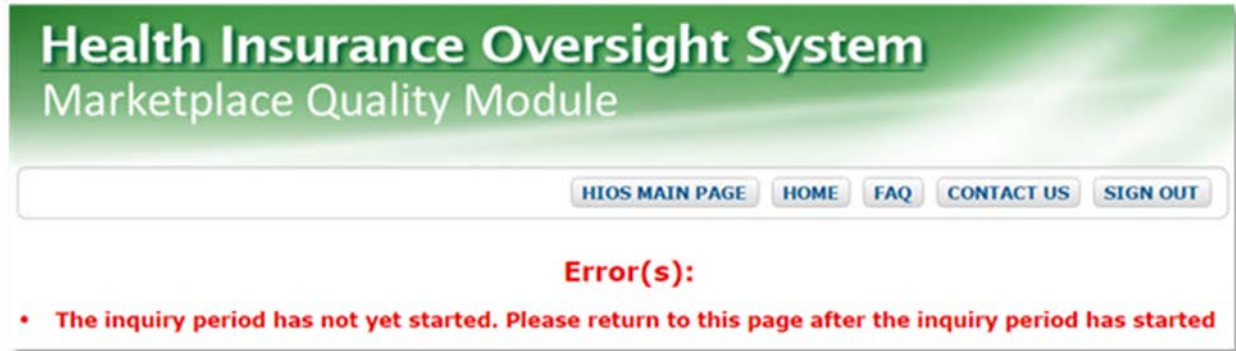 Health Insurance Oversight System
Marketplace Quality Module
HIOS MAIN PAGE HOME FAQ CONTACT US SIGN OUT
Error(s):
• The inquiry period has not yet started. Please return to this page after the inquiry period has started